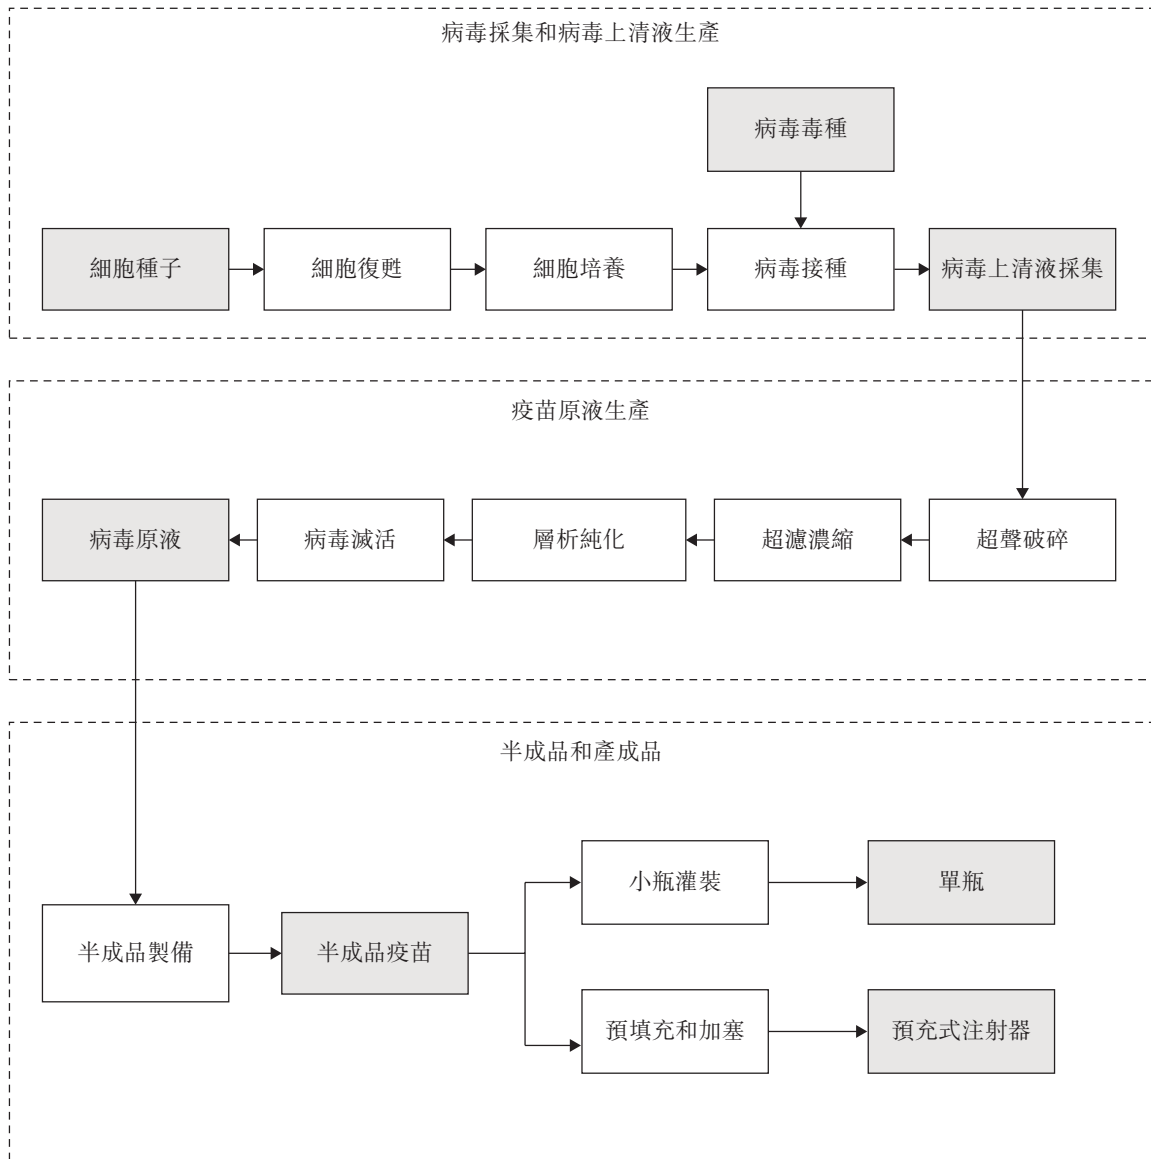 病毒採集和病毒上清液生產
病毒毒種
細胞種子
細胞復甦
細胞培養
病毒接種
病毒上清液採集
疫苗原液生產
病毒原液
病毒滅活
層析純化
超濾濃縮
超聲破碎
半成品和產成品
小瓶灌裝
單瓶
半成品製備
半成品疫苗
預填充和加塞
預充式注射器